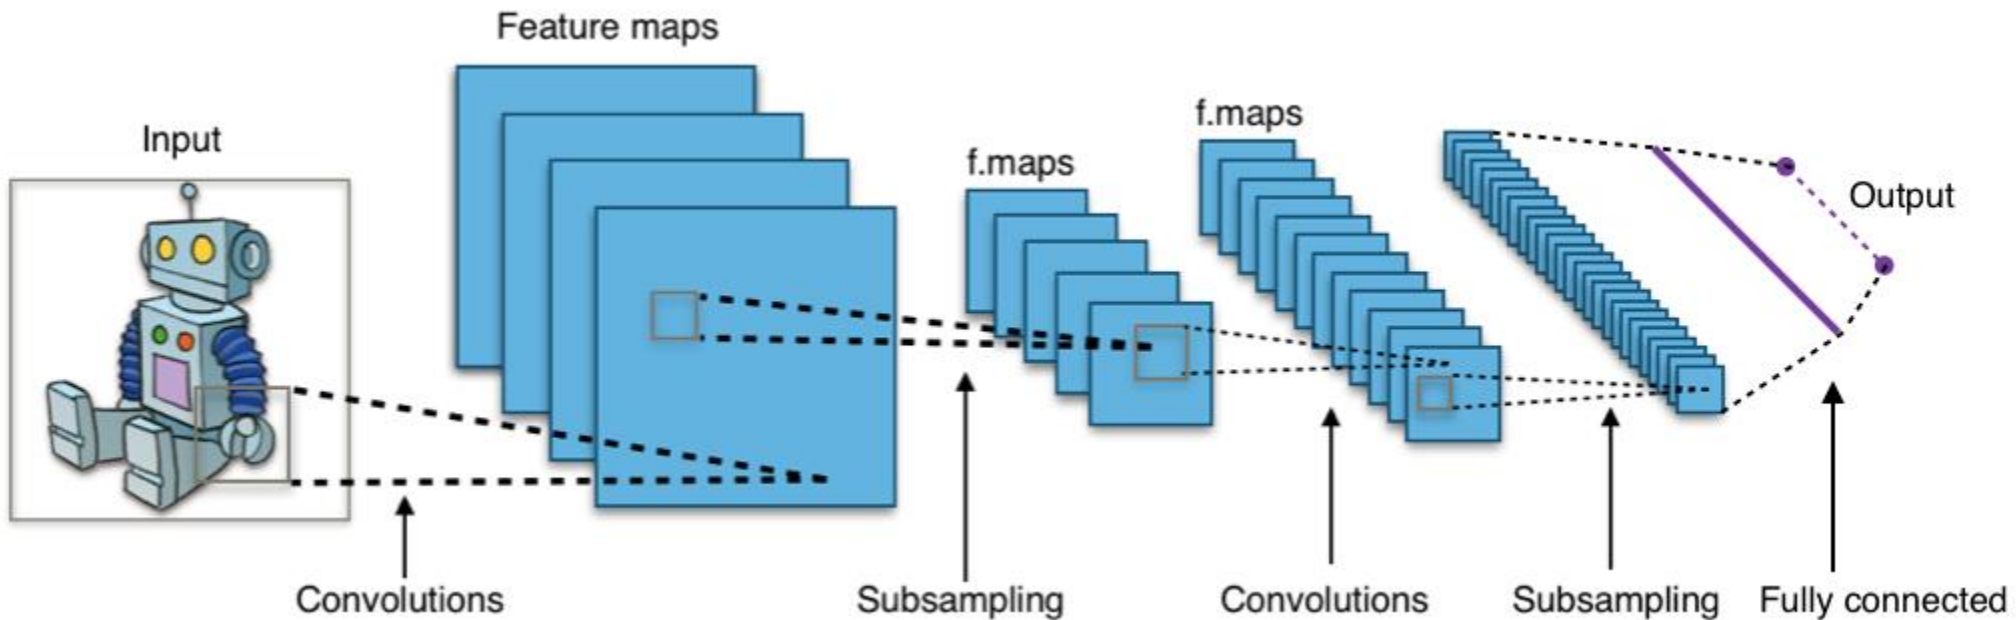 Feature maps
Input
f.maps
f.maps
Output
Convolutions
Subsampling
Convolutions
Subsampling
Fully connected